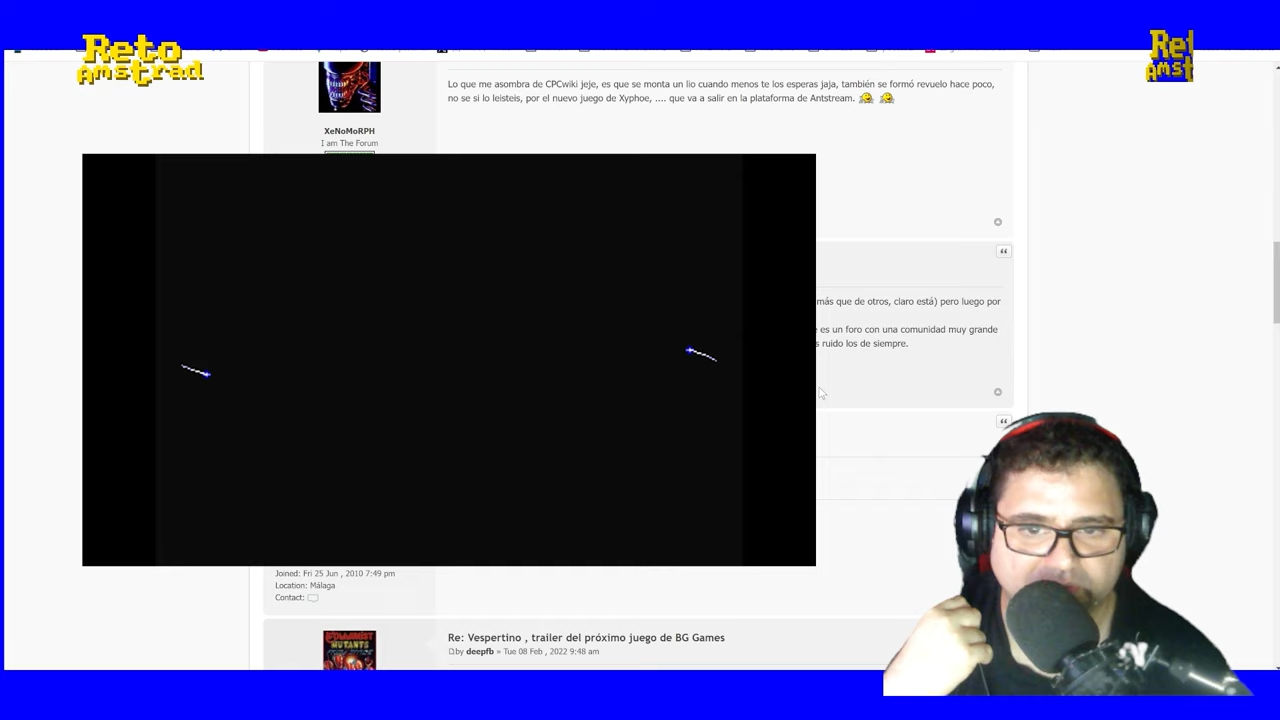 Reto
Amstrad
Re
Ams
Lo que me asombra de CPCwiki jeje, es que se monta un lio cuando menos te los esperas jaja, también se formó revuelo hace poco,
no se si lo leisteis, por el nuevo juego de Xyphoe, .... que va a salir en la plataforma de Antstream.
XeNoMoRPH
I am The Forum
más que de otros, claro está) pero luego por
e es un foro con una comunidad muy grande
s ruido los de siempre.
Joined: Fri 25 Jun , 2010 7:49 pm
Location: Málaga
Contact:
MUTANTS
Re: Vespertino , trailer del próximo juego de BG Games
by deepfb » Tue 08 Feb , 2022 9:48 am